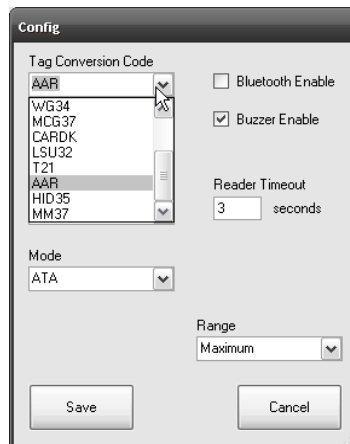 Config
Tag Conversion Code
AAR
Bluetooth Enable
WG34
MCG37
CARDK
LSU32
T21
AAR
HID35
MM37
Buzzer Enable
Reader Timeout
3 seconds
Mode
ATA
Range
Maximum
Save Cancel